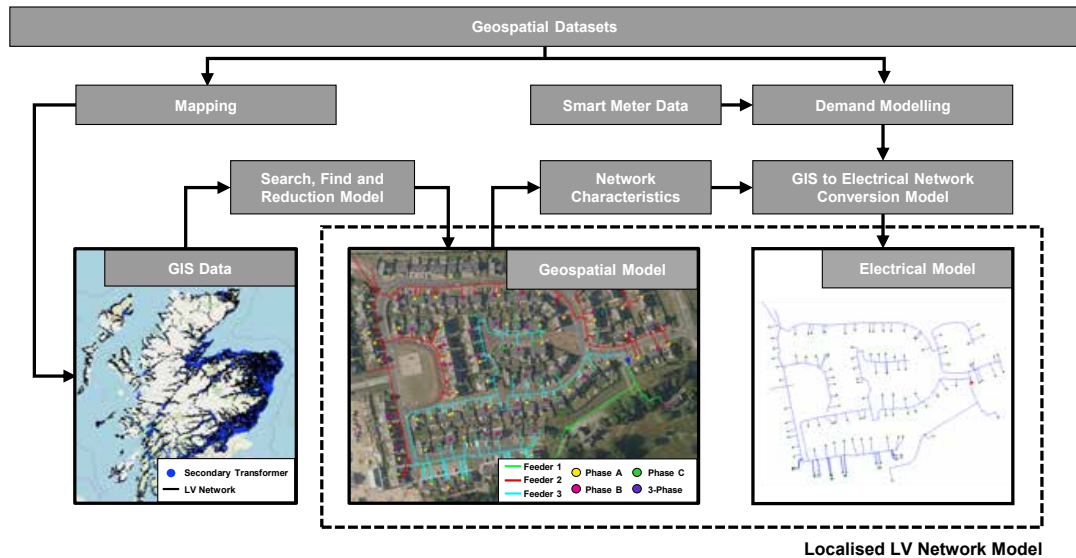 Geospatial Datasets
Mapping
Smart Meter Data
Demand Modelling
Search, Find and
Reduction Model
Network
Characteristics
GIS to Electrical Network
Conversion Model
GIS Data
Secondary Transformer
LV Network
Geospatial Model
Feeder 1
Feeder 2
Feeder 3
Phase A
Phase B
Phase C
3-Phase
Electrical Model
Localised LV Network Model